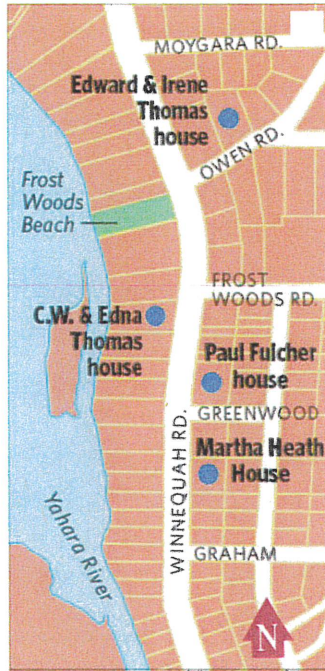 MOYGARA RD.
Edward & Irene
Thomas
house
OWEN RD.
Frost
Woods
Beach
FROST
WOODS RD.
C.W. & Edna
Thomas
house
Paul Fulcher
house
GREENWOOD
WINNEQUAH RD.
Martha Heath
House
Yahara River
GRAHAM
N